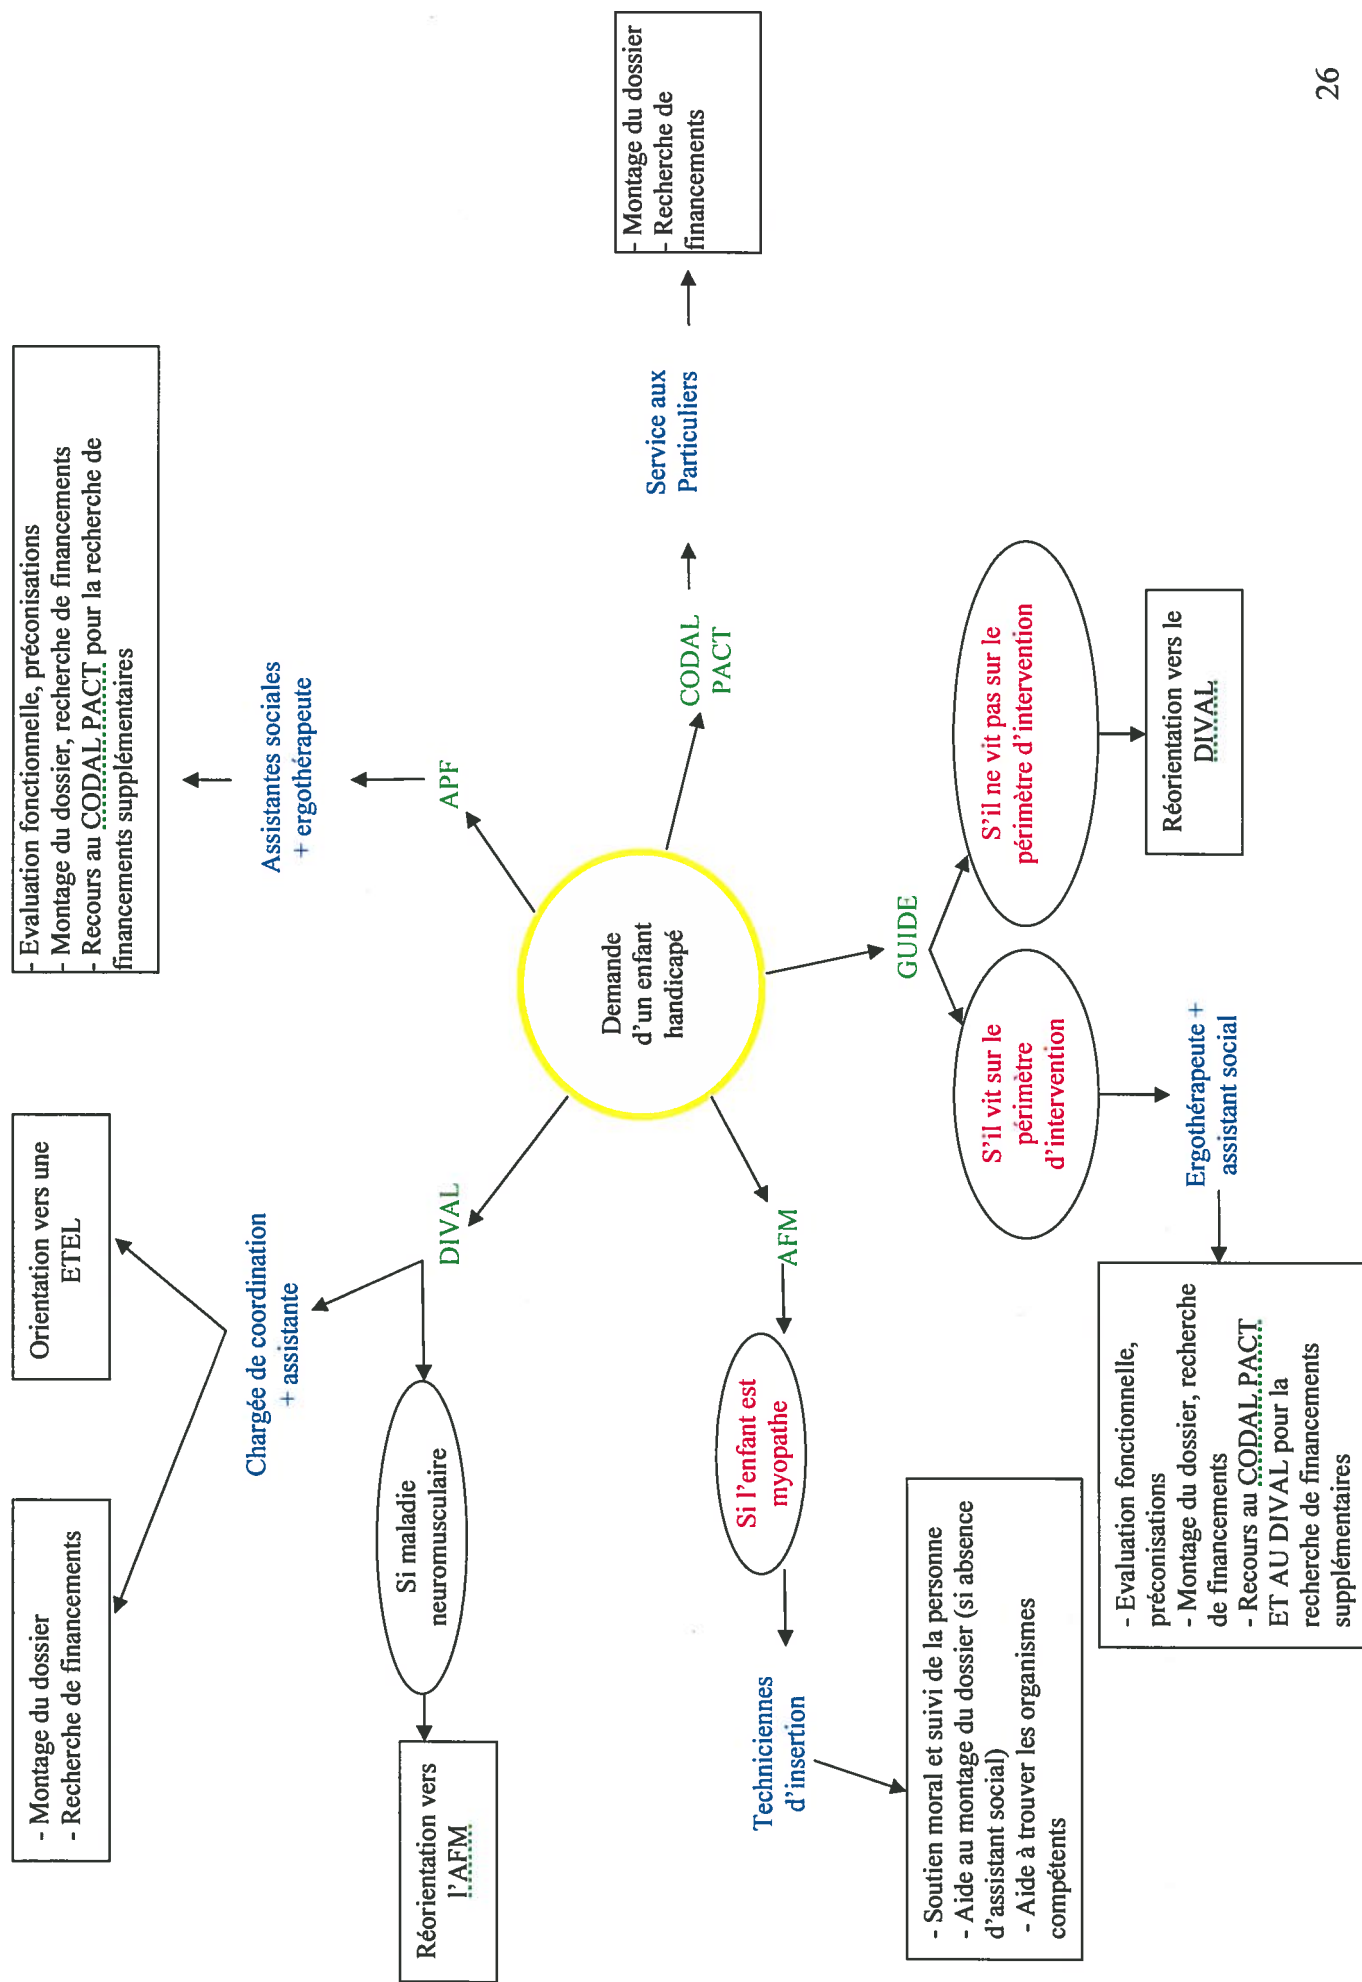 - Montage du dossier
- Recherche de financements
Orientation vers une
ETEL
- Evaluation fonctionnelle, préconisations
- Montage du dossier, recherche de financements
- Recours au CODAL PACT pour la recherche de
financements supplémentaires
Chargée de coordination
+ assistante
Assistantes sociales
+ ergothérapeute
Réorientation vers
l'AFM
Si maladie
neuromusculaire
DIVAL
APF
Demande
d'un enfant
handicapé
CODAL
PACT
Service aux
Particuliers
- Montage du dossier
- Recherche de
financements
Techniciennes
d'insertion
Si l'enfant est
myopathe
AFM
GUIDE
- Soutien moral et suivi de la personne
- Aide au montage du dossier (si absence
d'assistant social)
- Aide à trouver les organismes
compétents
S'il vit sur le
périmètre
d'intervention
S'il ne vit pas sur le
périmètre d'intervention
Ergothérapeute +
assistant social
Réorientation vers le
DIVAL
- Evaluation fonctionnelle,
préconisations
- Montage du dossier, recherche
de financements
- Recours au CODAL PACT
ET AU DIVAL pour la
recherche de financements
supplémentaires
26